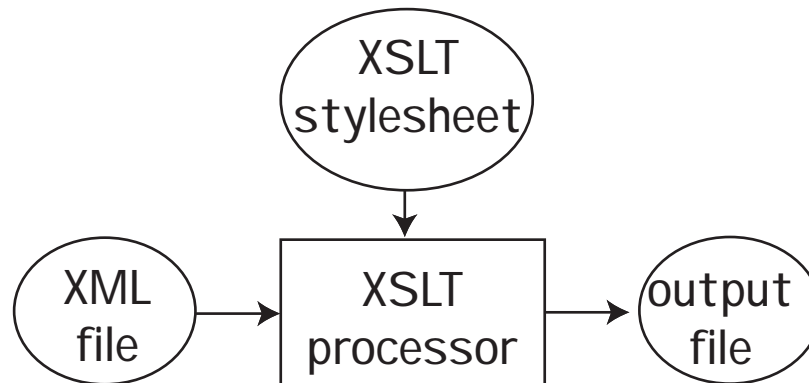 XSLT
stylesheet
XML
file
XSLT
processor
output
file